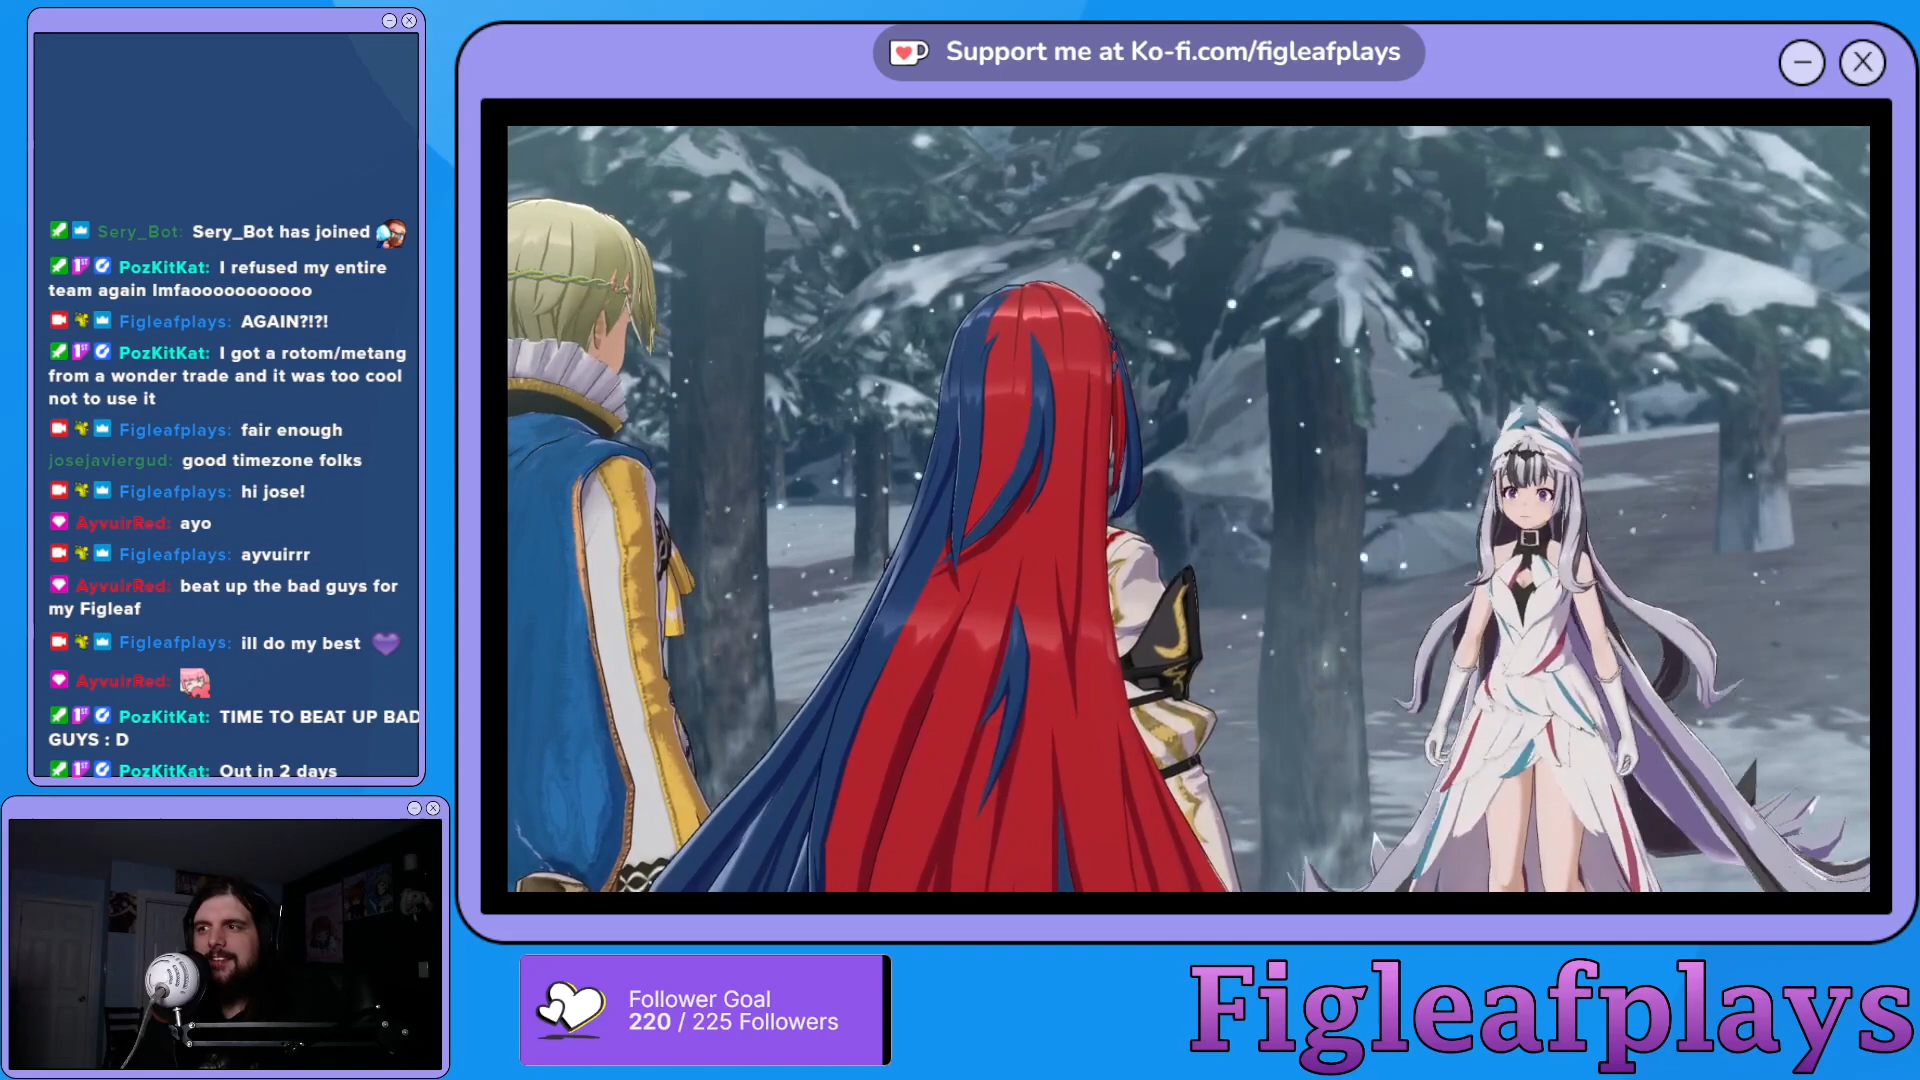 Support me at Ko-fi.com/figleafplays
Sery_Bot: Sery_Bot has joined
PozKitKat: I refused my entire
team again lmfaooooooooooo
Figleafplays: AGAIN?!?!
PozKitKat: I got a rotom/metang
from a wonder trade and it was too cool
not to use it
Figleafplays: fair enough
josejaviergud: good timezone folks
Figleafplays: hi jose!
AyvuirRed: ayo
Figleafplays: ayvuirrr
AyvuirRed: beat up the bad guys for
my Figleaf
Figleafplays: ill do my best
AyvuirRed:
PozKitKat: TIME TO BEAT UP BAD
GUYS : D
PozKitKat: Out in 2 days
Follower Goal
220 / 225 Followers
Figleafplays